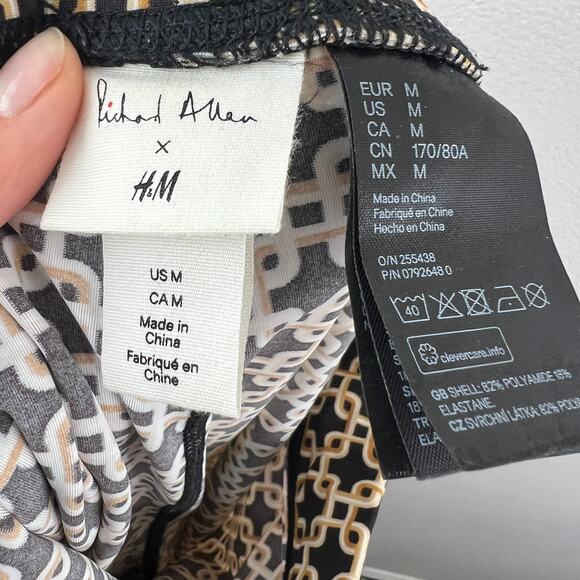 Richard Allan
x
H&M
US M
CA M
Made in
China
Fabriqué en
Chine
EUR M
US M
CA M
CN 170/80A
MX M
Made in China
Fabriqué en Chine
Hecho en China
O/N 255438
P/N 0792648 0
40
clevercare.info
GB SHELL: 82% POLYAMIDE 18%
ELASTANE.
CZ SVRCHNÍ LÁTKA: 82%